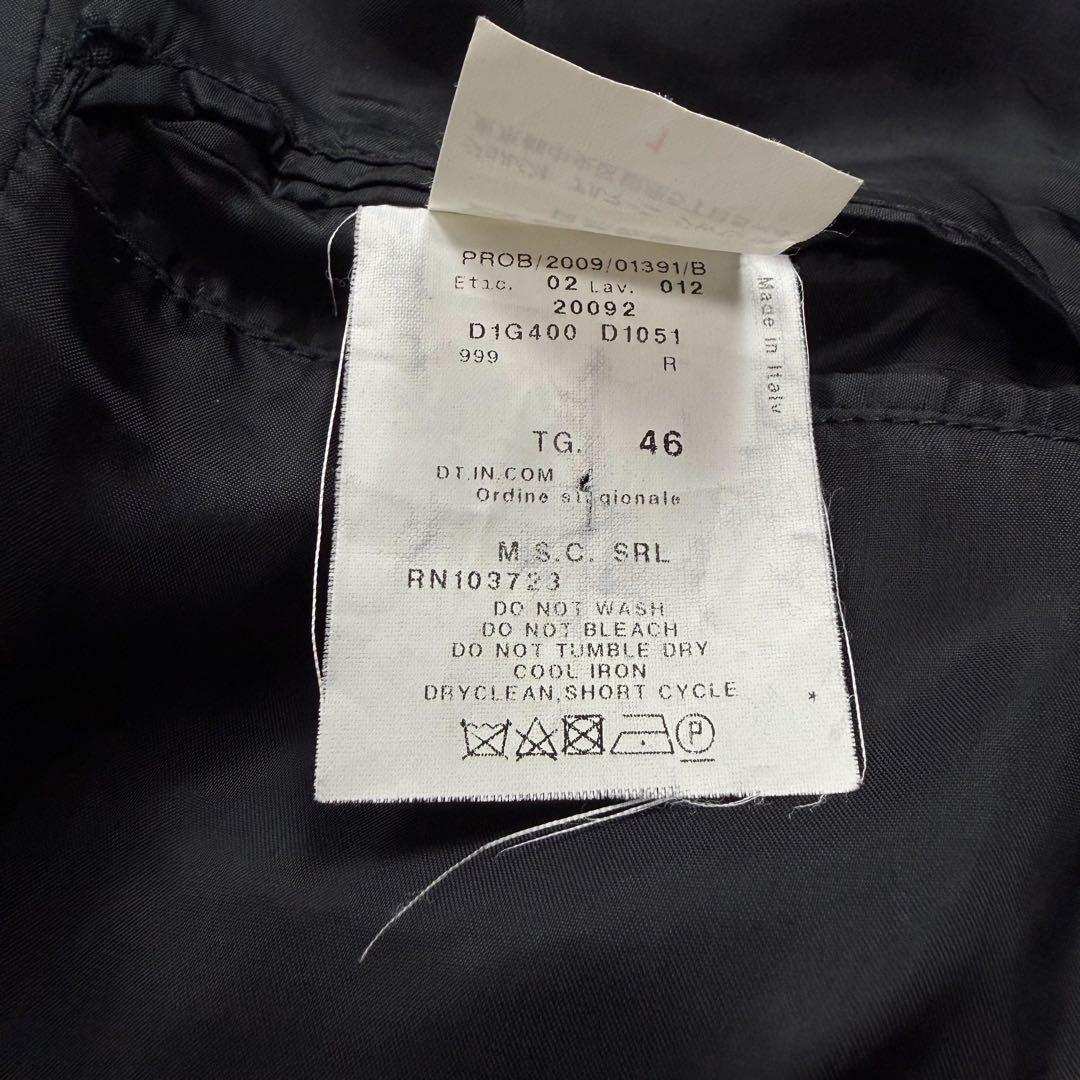 PROB/2009/01391/B
Etic. 02 Lav. 012
20092
D1G400 D1051
999 R
Made in Italy
TG. 46
DT.IN.COM
Ordine stagionale
M.S.C. SRL
RN103723
DO NOT WASH
DO NOT BLEACH
DO NOT TUMBLE DRY
COOL IRON
DRYCLEAN,SHORT CYCLE
*
P